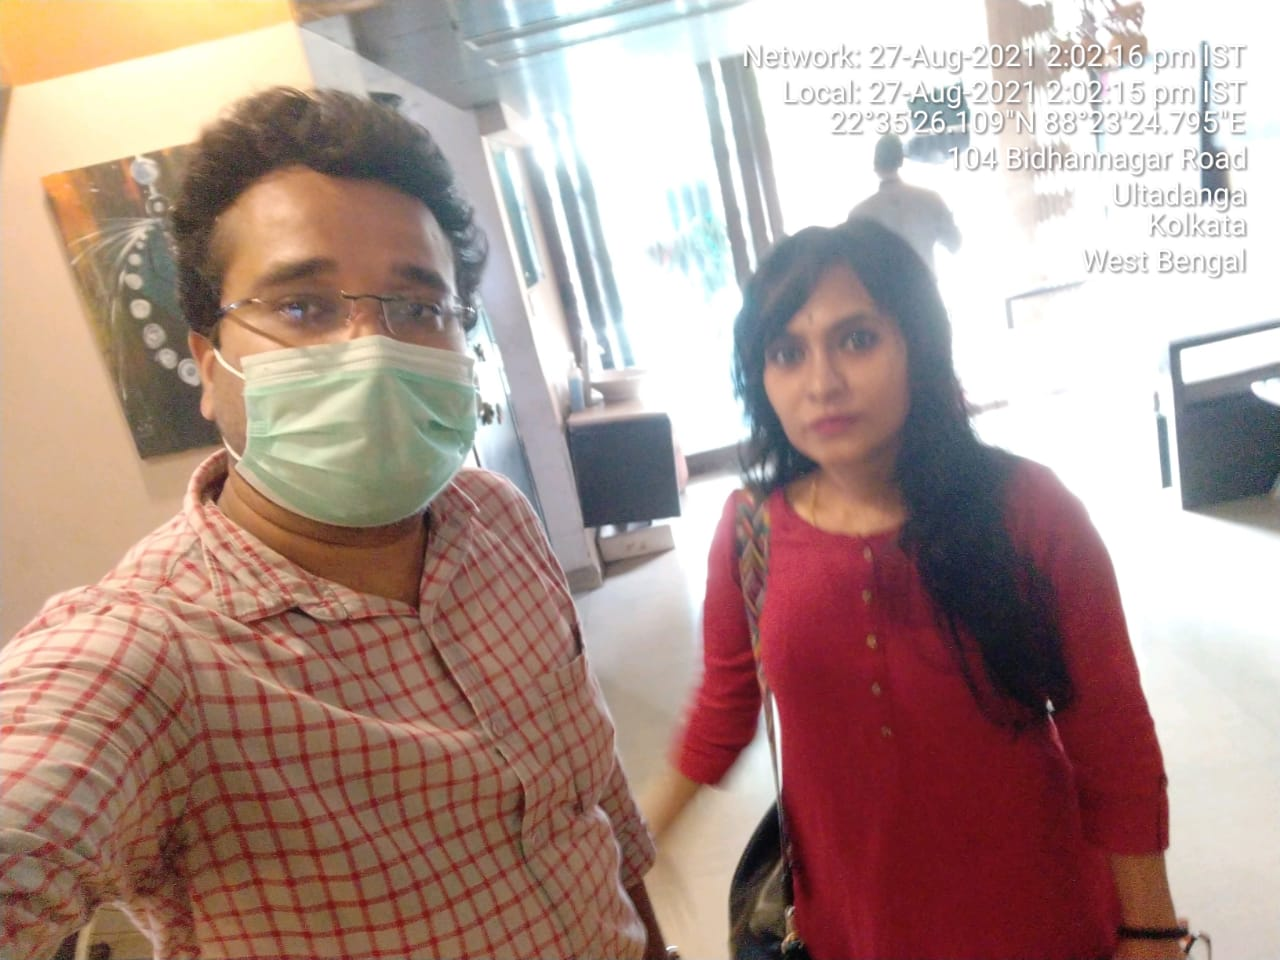 Network: 27-Aug-2021 2:02:16 pm IST
Local: 27-Aug-2021 2:02:15 pm IST
22°35'26.109"N 88°23'24.795"E
104 Bidhannagar Road
Ultadanga
Kolkata
West Bengal